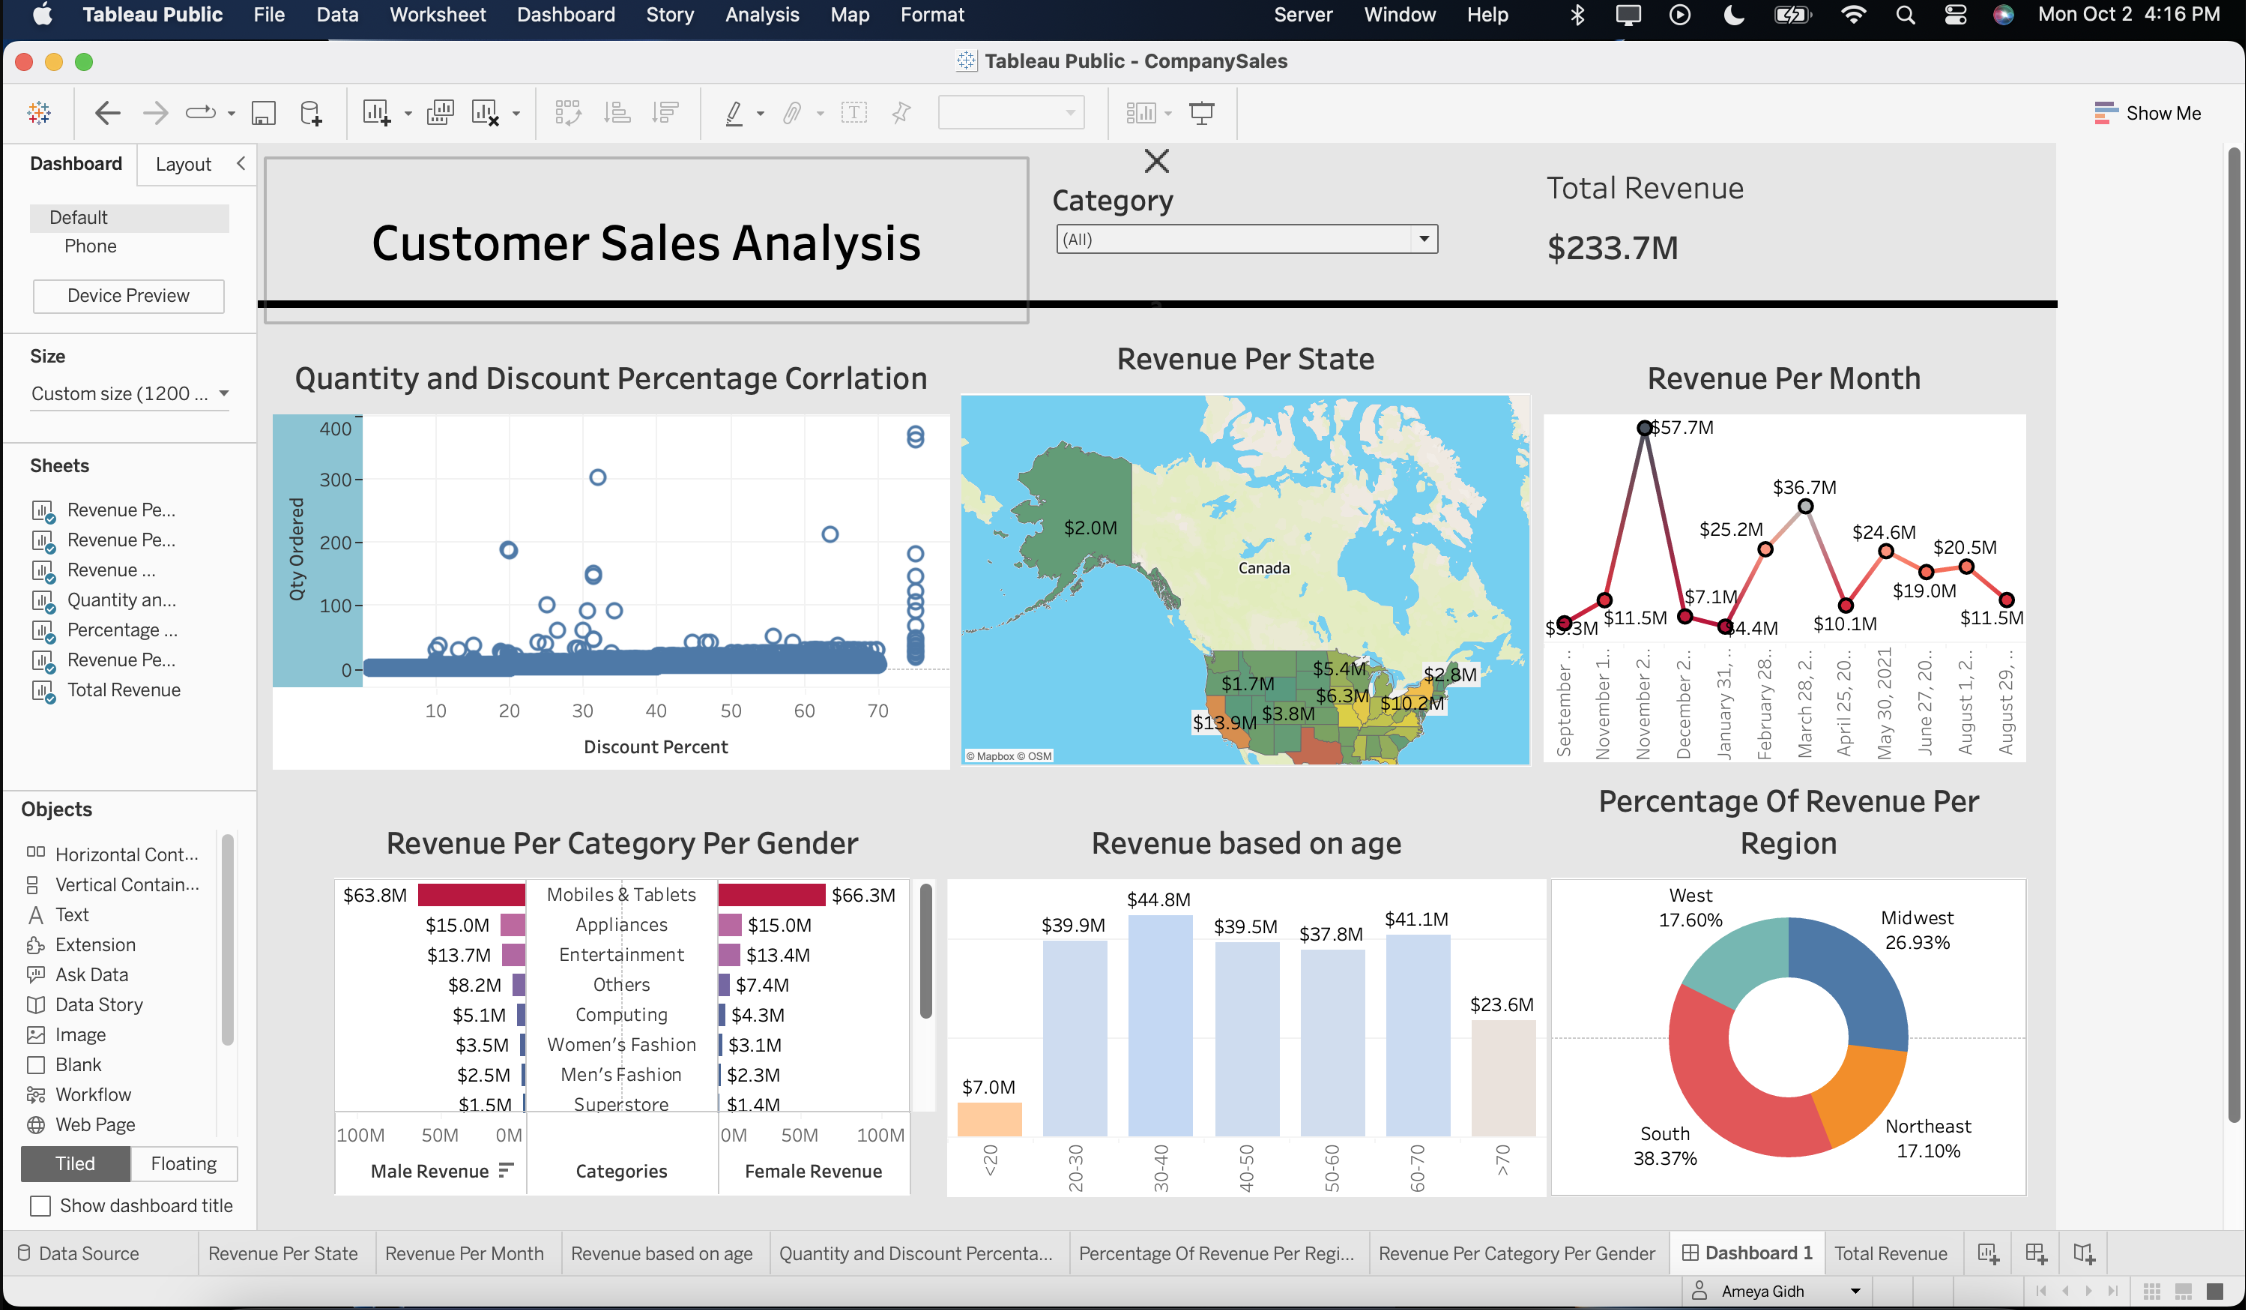 Tableau Public File Data Worksheet Dashboard Story Analysis Map Format Server Window Help Mon Oct 2 4:16 PM
Tableau Public - CompanySales
Show Me
Dashboard Layout
Default
Phone
Device Preview
Size
Custom size (1200 ...
Sheets
Revenue Pe...
Revenue Pe...
Revenue ...
Quantity an...
Percentage ...
Revenue Pe...
Total Revenue
Objects
Horizontal Cont...
Vertical Contain...
Text
Extension
Ask Data
Data Story
Image
Blank
Workflow
Web Page
Tiled Floating
Show dashboard title
Customer Sales Analysis
Category
(All)
Total Revenue
$233.7M
Quantity and Discount Percentage Corrlation
Qty Ordered
400
300
200
100
0
10 20 30 40 50 60 70
Discount Percent
Revenue Per State
$2.0M
Canada
$5.4M
$2.8M
$1.7M
$6.3M
$10.2M
$13.9M
$3.8M
© Mapbox © OSM
Revenue Per Month
$57.7M
$36.7M
$25.2M
$24.6M
$20.5M
$7.1M
$19.0M
$11.5M
$11.5M
$10.1M
$4.4M
September ..
November 1..
November 2..
December 2..
January 31, ..
February 28..
March 28, 2..
April 25, 20..
May 30, 2021
June 27, 20..
August 1, 2..
August 29, ..
Revenue Per Category Per Gender
$63.8M Mobiles & Tablets $66.3M
$15.0M Appliances $15.0M
$13.7M Entertainment $13.4M
$8.2M Others $7.4M
$5.1M Computing $4.3M
$3.5M Women's Fashion $3.1M
$2.5M Men's Fashion $2.3M
$1.5M Superstore $1.4M
100M 50M 0M 0M 50M 100M
Male Revenue Categories Female Revenue
Revenue based on age
$7.0M
$39.9M
$44.8M
$39.5M
$37.8M
$41.1M
$23.6M
<20
20-30
30-40
40-50
50-60
60-70
>70
Percentage Of Revenue Per
Region
West
17.60%
Midwest
26.93%
South
38.37%
Northeast
17.10%
Data Source Revenue Per State Revenue Per Month Revenue based on age Quantity and Discount Percenta... Percentage Of Revenue Per Regi... Revenue Per Category Per Gender Dashboard 1 Total Revenue
Ameya Gidh